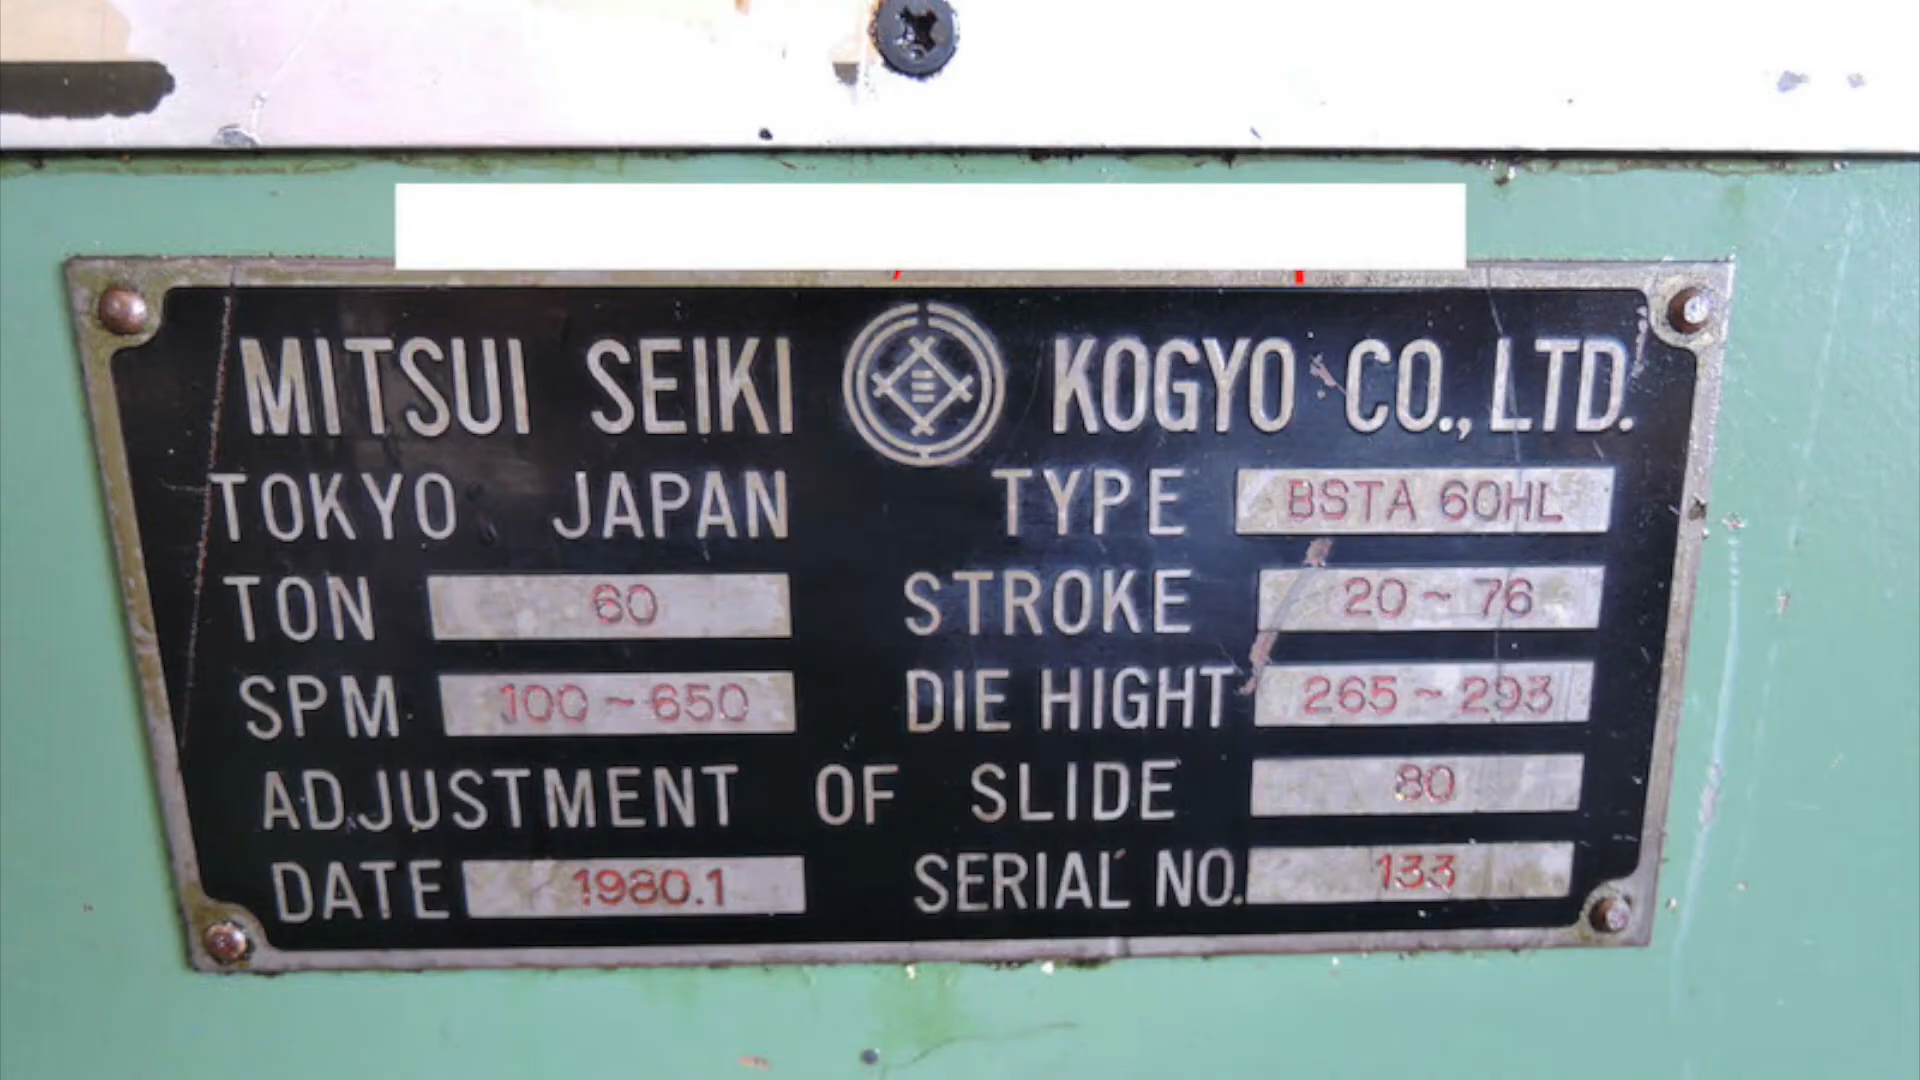 MITSUI SEIKI KOGYO CO., LTD.
TOKYO JAPAN TYPE BSTA 60HL
TON 60 STROKE 20~76
SPM 100~650 DIE HIGHT 265~293
ADJUSTMENT OF SLIDE 80
DATE 1980.1 SERIAL NO. 133